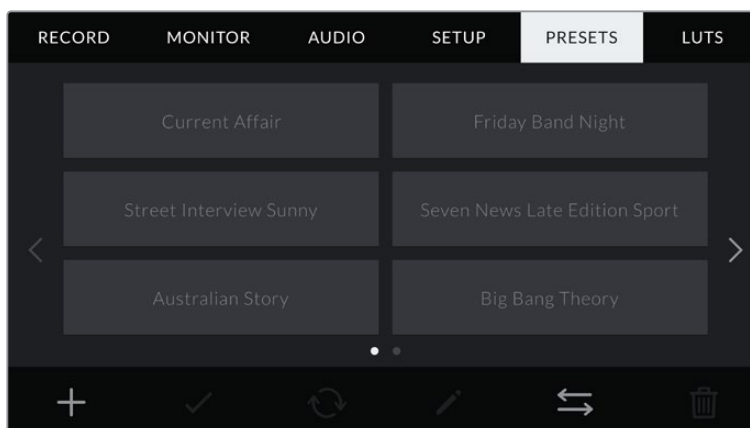 RECORD MONITOR AUDIO SETUP PRESETS LUTS
Current Affair Friday Band Night
Street Interview Sunny Seven News Late Edition Sport
Australian Story Big Bang Theory